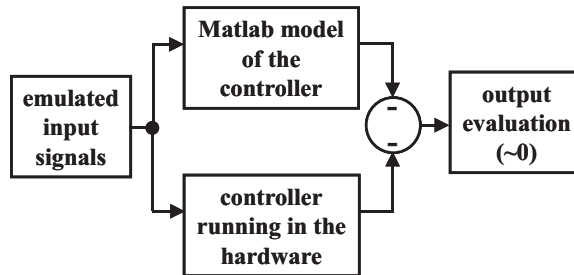 Matlab model
of the
controller
emulated
input
signals
-
-
output
evaluation
(~0)
controller
running in the
hardware